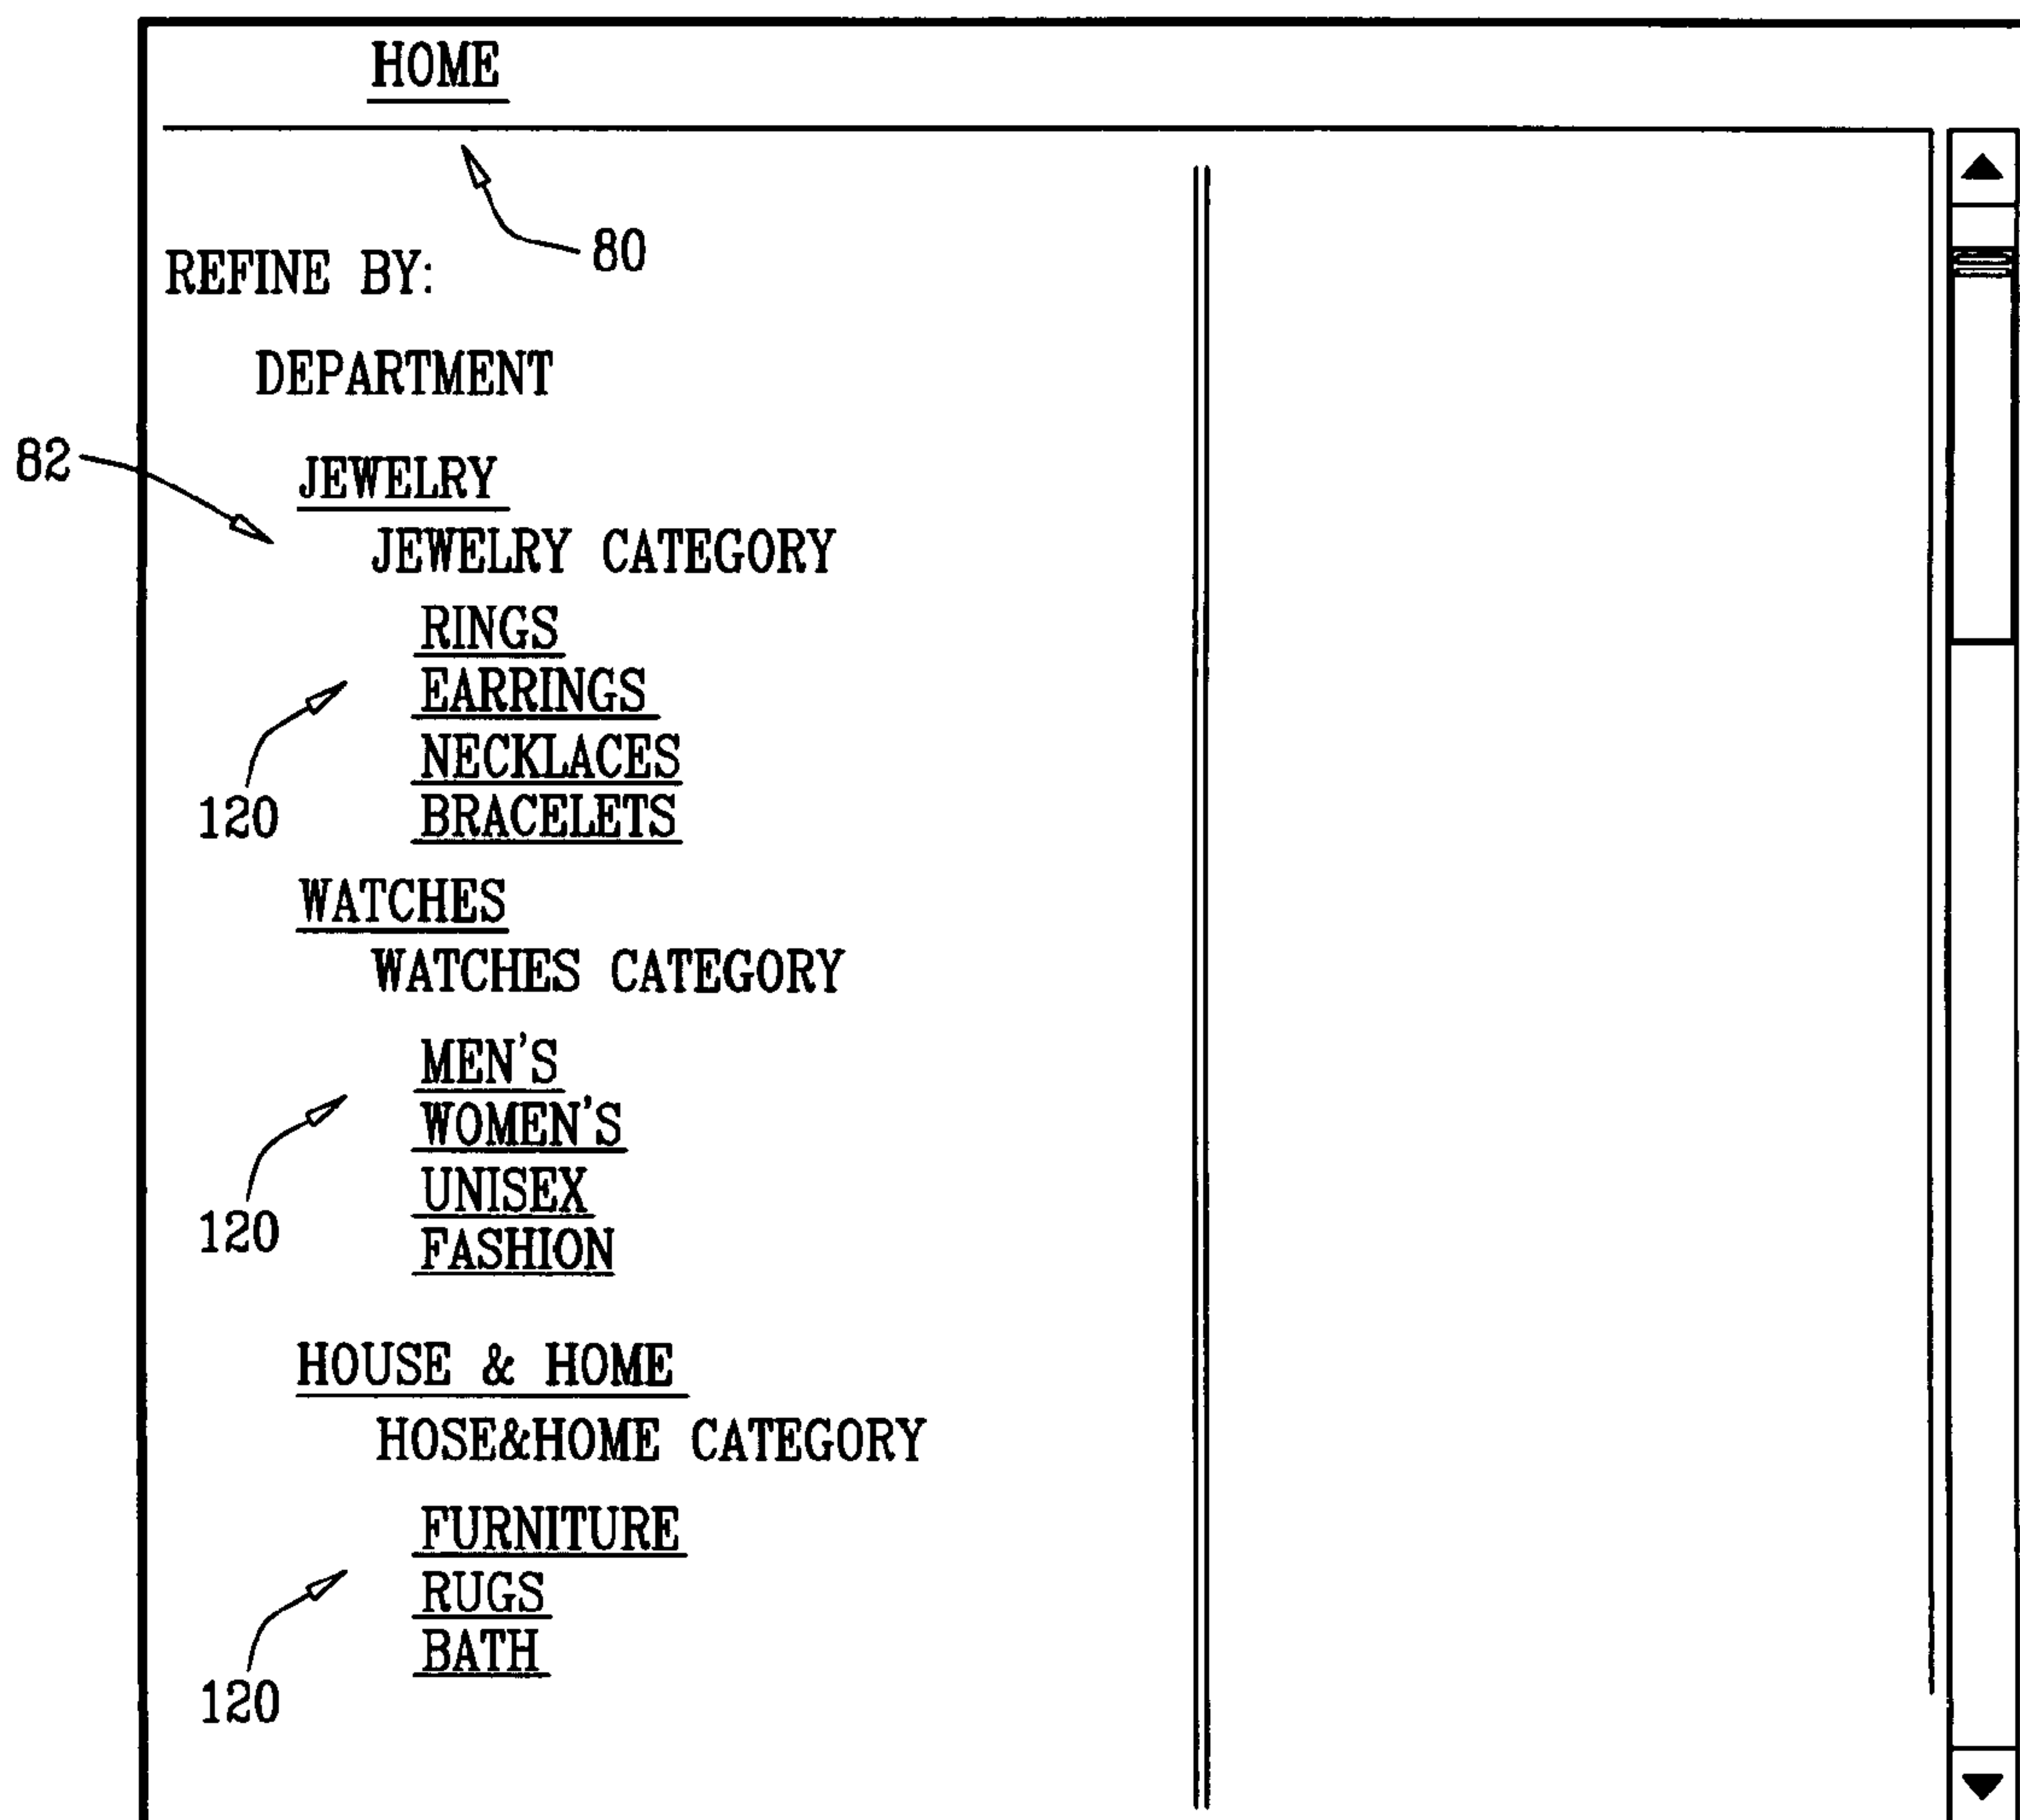 HOME
80
REFINE BY:
DEPARTMENT
82
JEWELRY
JEWELRY CATEGORY
RINGS
EARRINGS
NECKLACES
120
BRACELETS
WATCHES
WATCHES CATEGORY
MEN'S
WOMEN'S
UNISEX
120
FASHION
HOUSE & HOME
HOSE&HOME CATEGORY
FURNITURE
RUGS
BATH
120